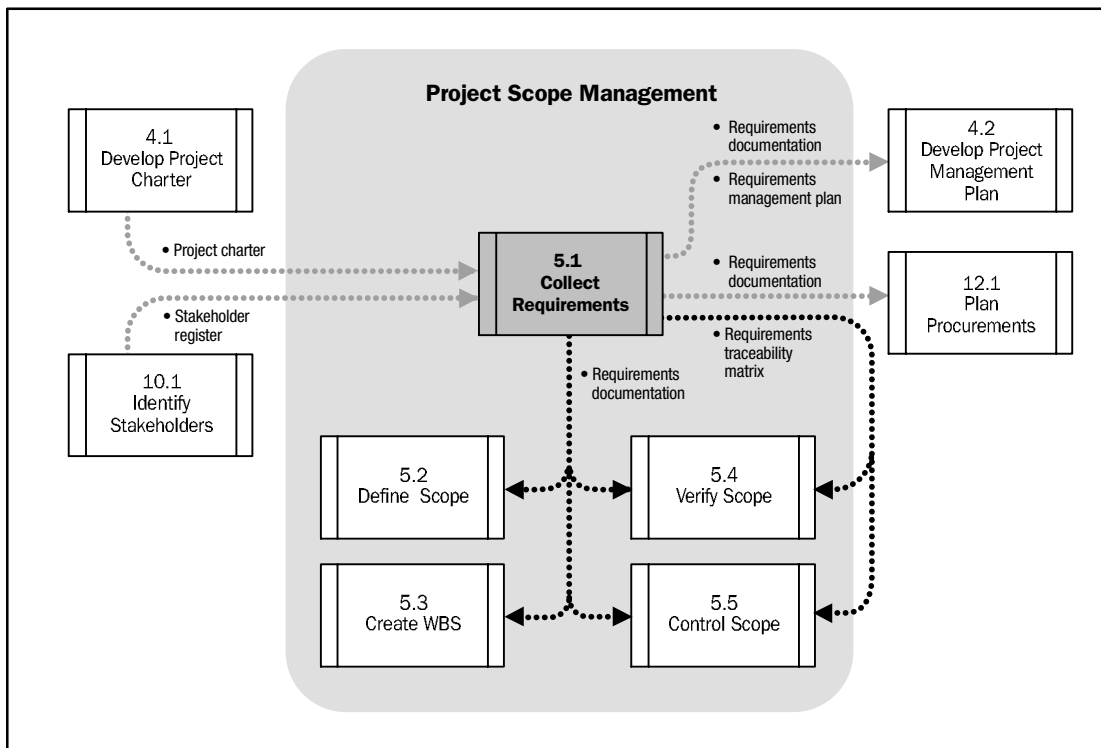 Project Scope Management
4.1
Develop Project
Charter
• Project charter
• Stakeholder
register
10.1
Identify
Stakeholders
5.1
Collect
Requirements
• Requirements
documentation
• Requirements
management plan
4.2
Develop Project
Management
Plan
• Requirements
documentation
12.1
Plan
Procurements
• Requirements
traceability
matrix
• Requirements
documentation
5.2
Define Scope
5.4
Verify Scope
5.3
Create WBS
5.5
Control Scope